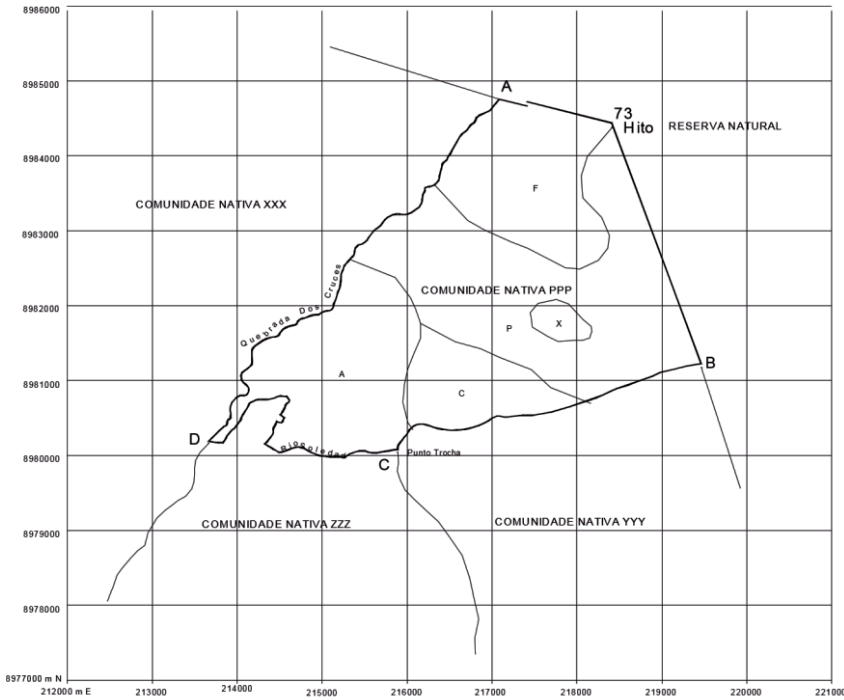 8986000
8985000
A
73
Hito
RESERVA NATURAL
8984000
F
COMUNIDADE NATIVA XXX
8983000
COMUNIDADE NATIVA PPP
Quebrada Dos Cruces
8982000
P
X
B
8981000
A
C
D
8980000
Rio soledad
C
Punto Trocha
COMUNIDADE NATIVA ZZZ
COMUNIDADE NATIVA YYY
8979000
8978000
8977000 m N
212000 m E
213000
214000
215000
216000
217000
218000
219000
220000
221000